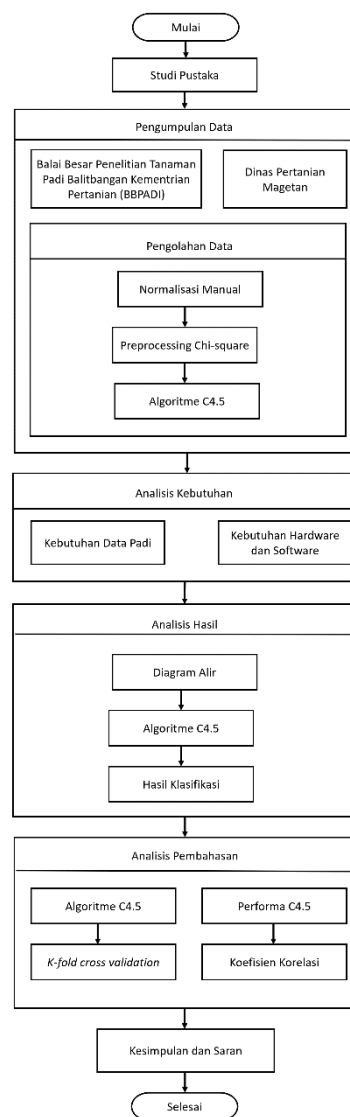 Mulai
Studi Pustaka
Pengumpulan Data
Balai Besar Penelitian Tanaman
Padi Balitbangan Kementrian
Pertanian (BBPADI)
Dinas Pertanian
Magetan
Pengolahan Data
Normalisasi Manual
Preprocessing Chi-square
Algoritme C4.5
Analisis Kebutuhan
Kebutuhan Data Padi
Kebutuhan Hardware
dan Software
Analisis Hasil
Diagram Alir
Algoritme C4.5
Hasil Klasifikasi
Analisis Pembahasan
Algoritme C4.5
Performa C4.5
K-fold cross validation
Koefisien Korelasi
Kesimpulan dan Saran
Selesai